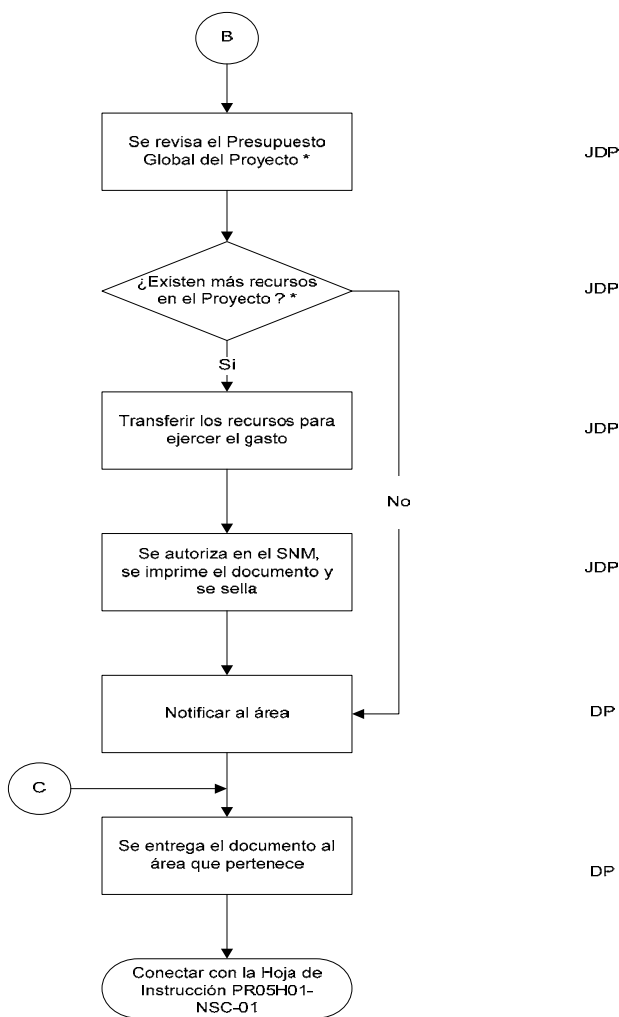 B
Se revisa el Presupuesto
Global del Proyecto *
JDP
¿Existen más recursos
en el Proyecto ? *
JDP
Si
Transferir los recursos para
ejercer el gasto
JDP
No
Se autoriza en el SNM,
se imprime el documento y
se sella
JDP
Notificar al área
DP
C
Se entrega el documento al
área que pertenece
DP
Conectar con la Hoja de
Instrucción PR05H01-
NSC-01